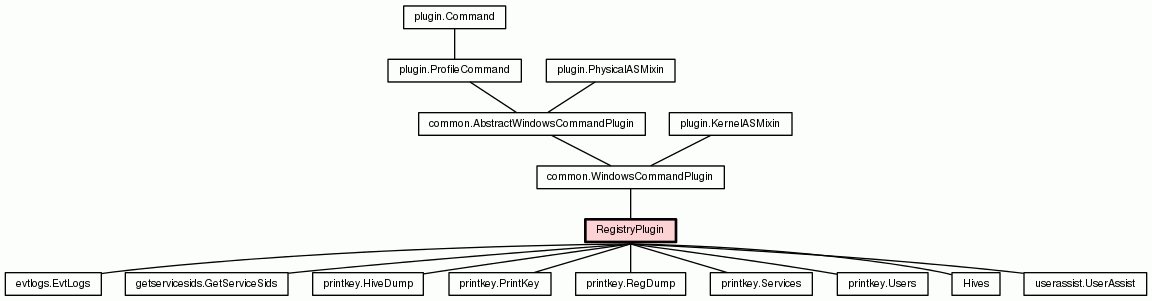 plugin.Command
plugin.ProfileCommand
plugin.PhysicalASMixin
common.AbstractWindowsCommandPlugin
plugin.KernelASMixin
common.WindowsCommandPlugin
RegistryPlugin
evtlogs.EvtLogs
getservicesids.GetServiceSids
printkey.HiveDump
printkey.PrintKey
printkey.RegDump
printkey.Services
printkey.Users
Hives
userassist.UserAssist